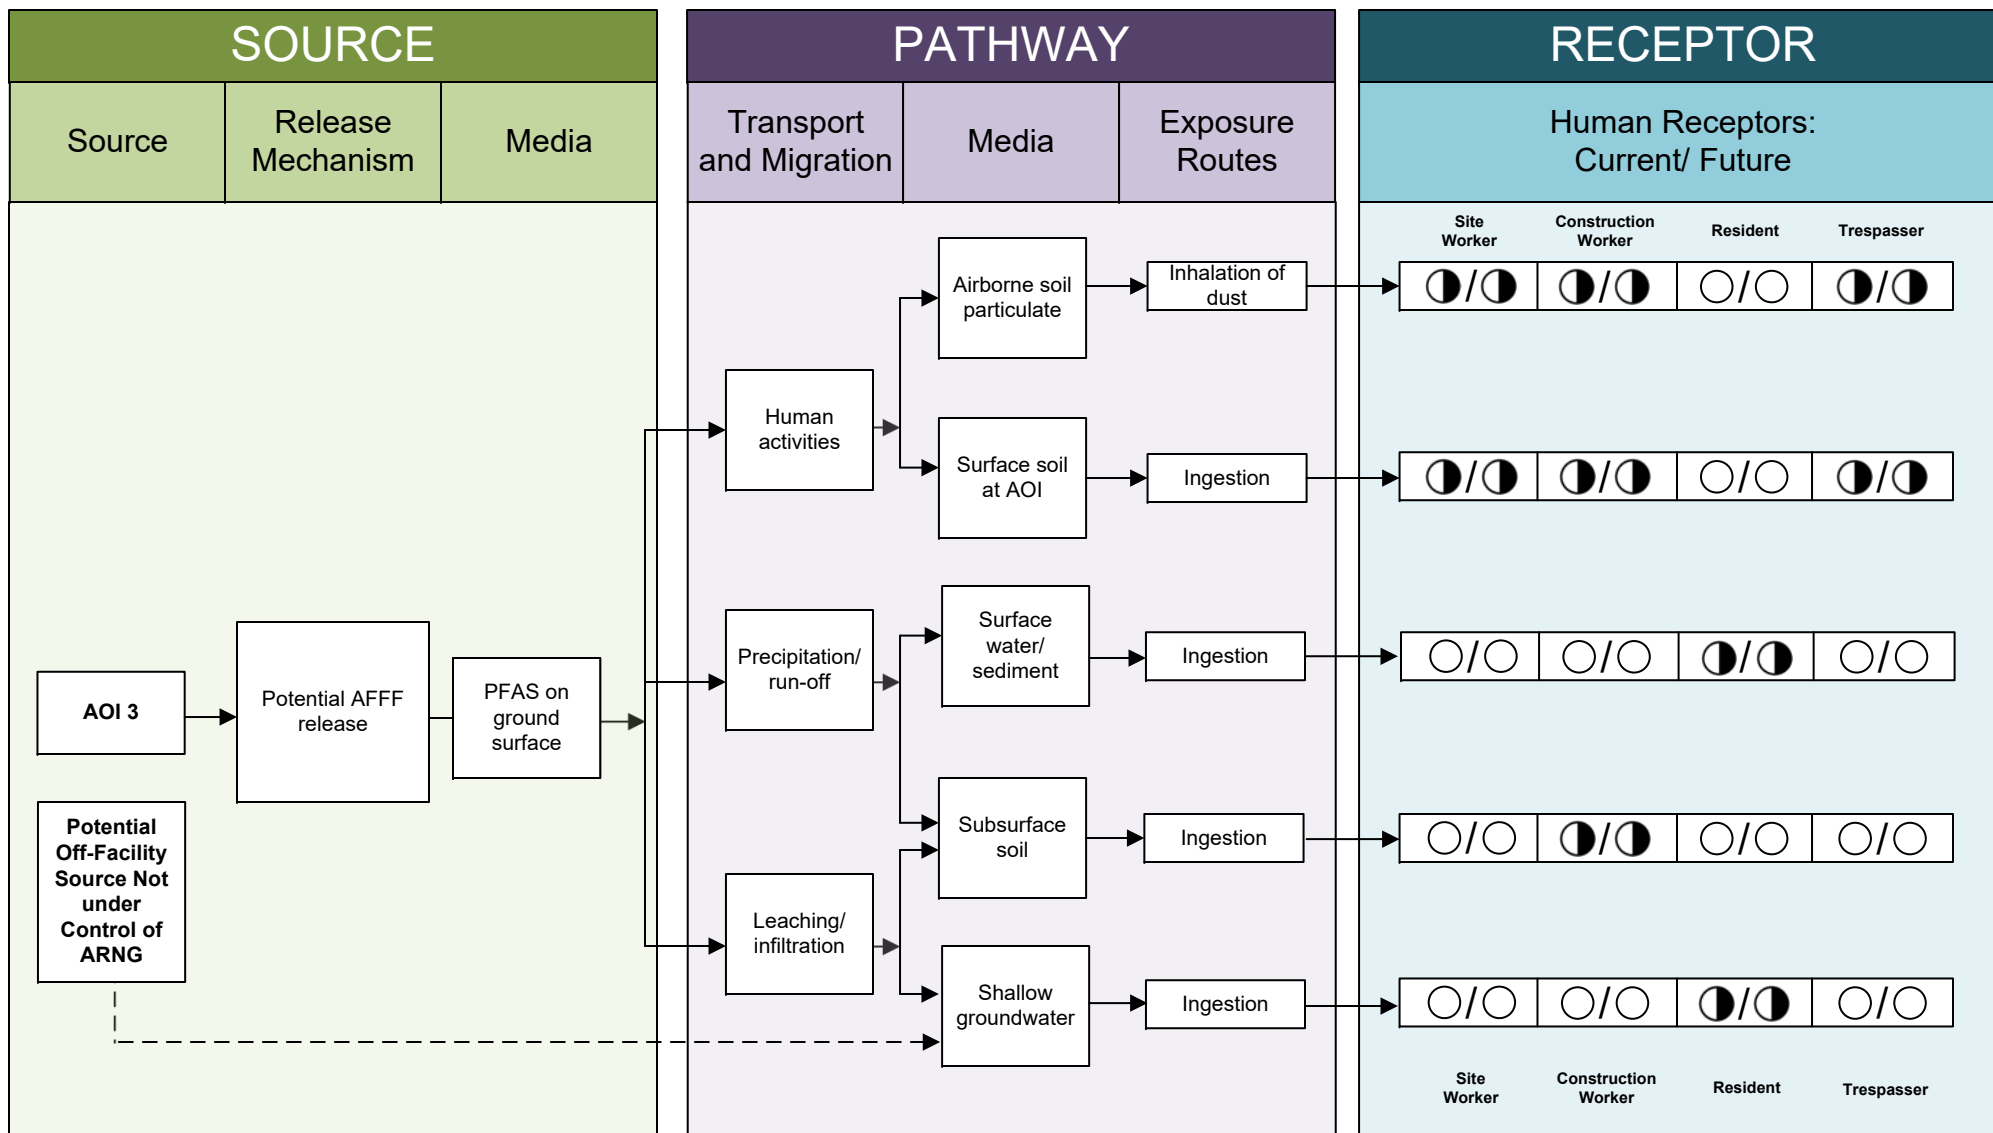 SOURCE
PATHWAY
RECEPTOR
Source
Release
Mechanism
Media
Transport
and Migration
Media
Exposure
Routes
Human Receptors:
Current/ Future
Site
Worker
Construction
Worker
Resident
Trespasser
Airborne soil
particulate
Inhalation of
dust
/
/
/
/
Human
activities
Surface soil
at AOI
Ingestion
/
/
/
/
Precipitation/
run-off
Surface
water/
sediment
Ingestion
/
/
/
/
AOI 3
Potential AFFF
release
PFAS on
ground
surface
Potential
Off-Facility
Source Not
under
Control of
ARNG
Subsurface
soil
Ingestion
/
/
/
/
Leaching/
infiltration
Shallow
groundwater
Ingestion
/
/
/
/
Site
Worker
Construction
Worker
Resident
Trespasser